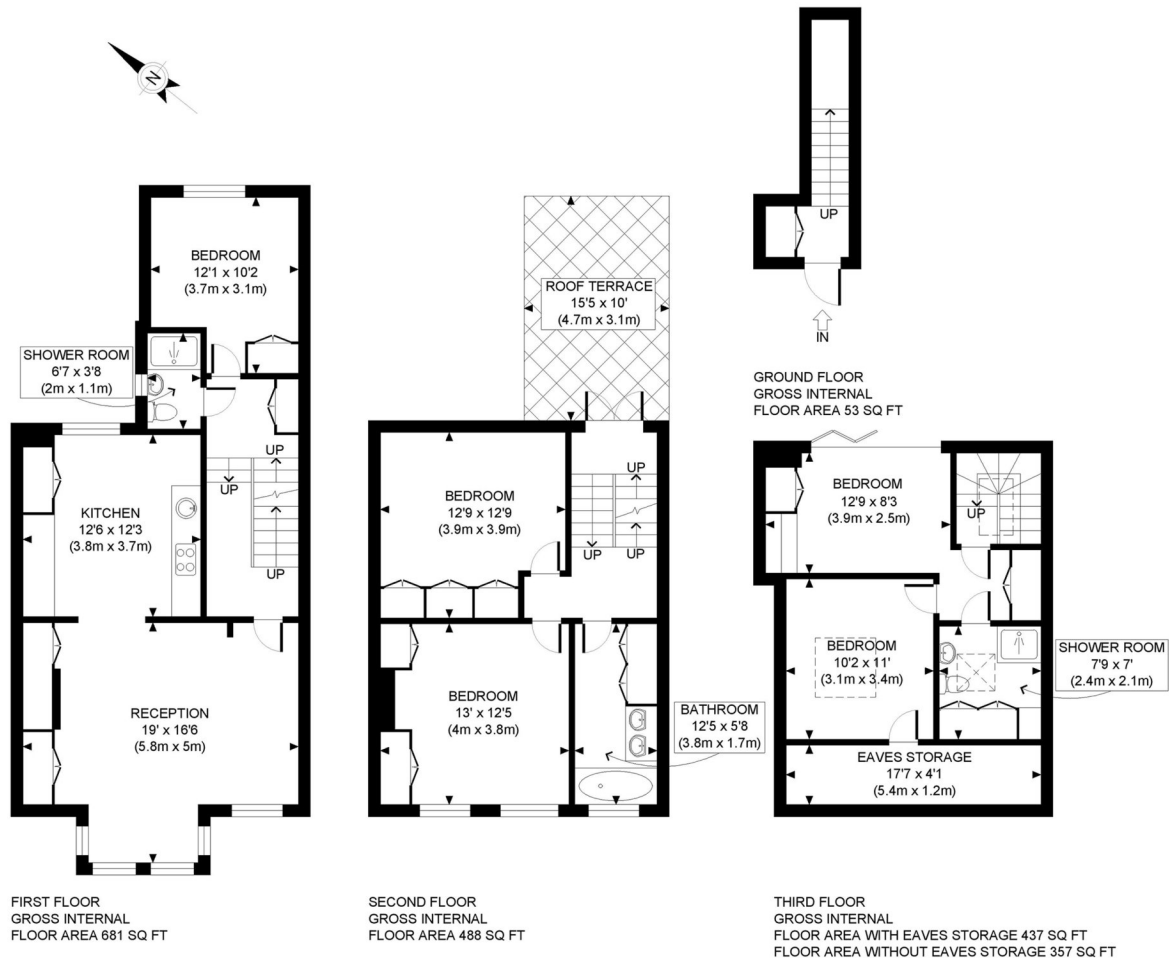 N
BEDROOM
12'1 x 10'2
(3.7m x 3.1m)
SHOWER ROOM
6'7 x 3'8
(2m x 1.1m)
UP
UP
UP
KITCHEN
12'6 x 12'3
(3.8m x 3.7m)
RECEPTION
19' x 16'6
(5.8m x 5m)
FIRST FLOOR
GROSS INTERNAL
FLOOR AREA 681 SQ FT
ROOF TERRACE
15'5 x 10'
(4.7m x 3.1m)
UP
UP
UP
BEDROOM
12'9 x 12'9
(3.9m x 3.9m)
BEDROOM
13' x 12'5
(4m x 3.8m)
BATHROOM
12'5 x 5'8
(3.8m x 1.7m)
SECOND FLOOR
GROSS INTERNAL
FLOOR AREA 488 SQ FT
UP
IN
GROUND FLOOR
GROSS INTERNAL
FLOOR AREA 53 SQ FT
BEDROOM
12'9 x 8'3
(3.9m x 2.5m)
UP
BEDROOM
10'2 x 11'
(3.1m x 3.4m)
SHOWER ROOM
7'9 x 7'
(2.4m x 2.1m)
EAVES STORAGE
17'7 x 4'1
(5.4m x 1.2m)
THIRD FLOOR
GROSS INTERNAL
FLOOR AREA WITH EAVES STORAGE 437 SQ FT
FLOOR AREA WITHOUT EAVES STORAGE 357 SQ FT